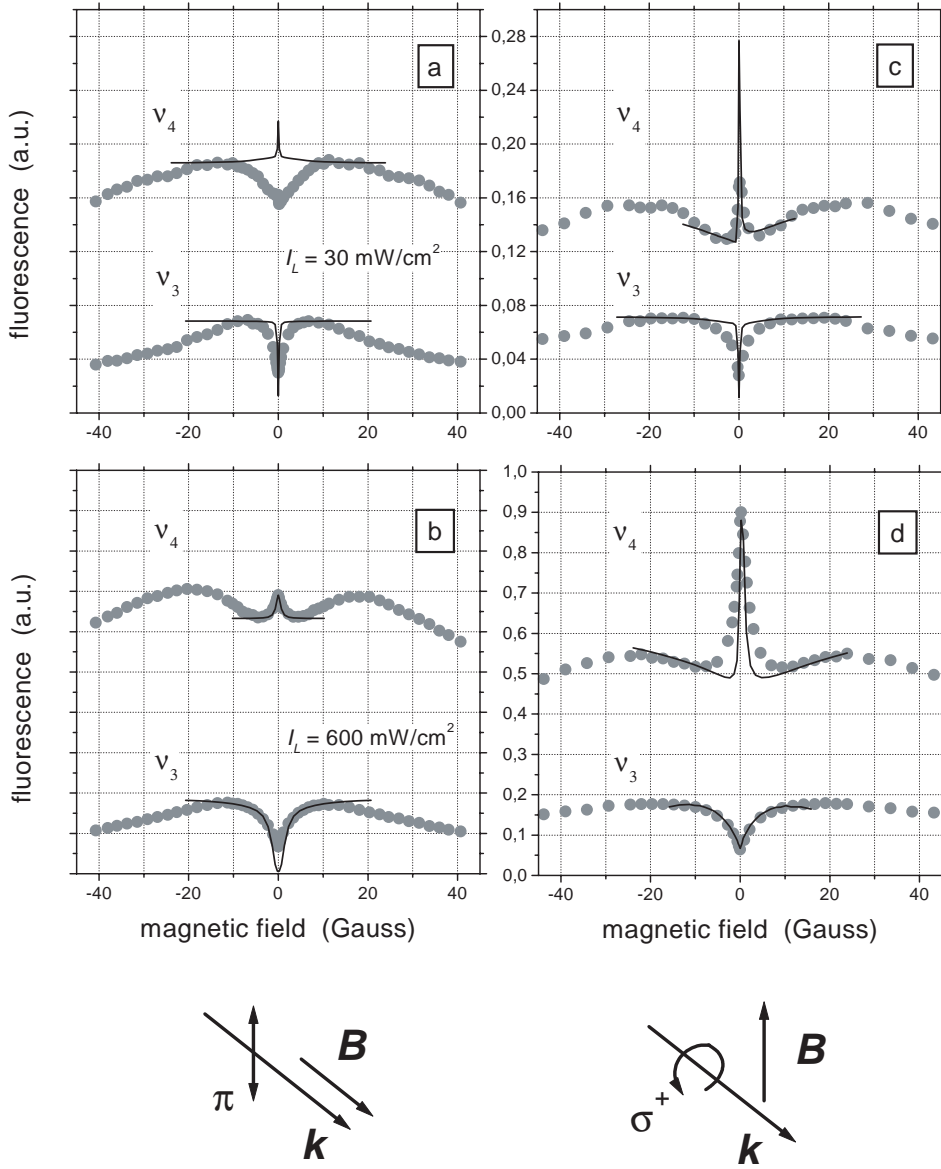 fluorescence (a.u.)
a
ν4
I_L = 30 mW/cm²
ν3
-40 -20 0 20 40
c
ν4
ν3
0,28
0,24
0,20
0,16
0,12
0,08
0,04
0,00
-40 -20 0 20 40
fluorescence (a.u.)
b
ν4
I_L = 600 mW/cm²
ν3
-40 -20 0 20 40
magnetic field (Gauss)
d
ν4
ν3
1,0
0,9
0,8
0,7
0,6
0,5
0,4
0,3
0,2
0,1
0,0
-40 -20 0 20 40
magnetic field (Gauss)
B
π
k
B
σ+
k